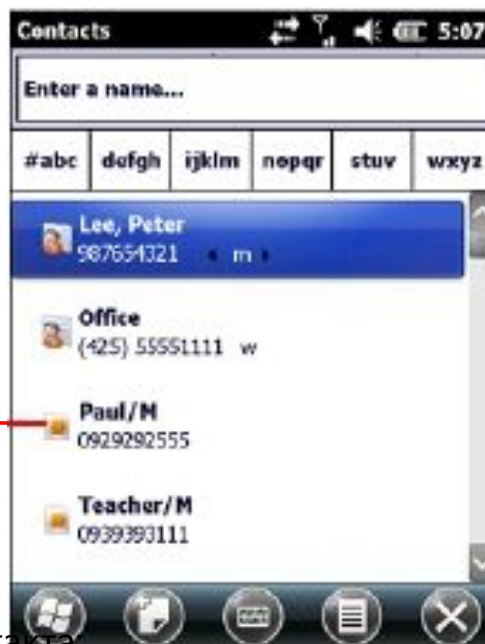 Contacts 5:07
Enter a name...
#abc defgh ijklm nopqr stuv wxyz
Lee, Peter
987654321 m
Office
(425) 55551111 w
Paul/M
0929292555
Teacher/M
0939393111